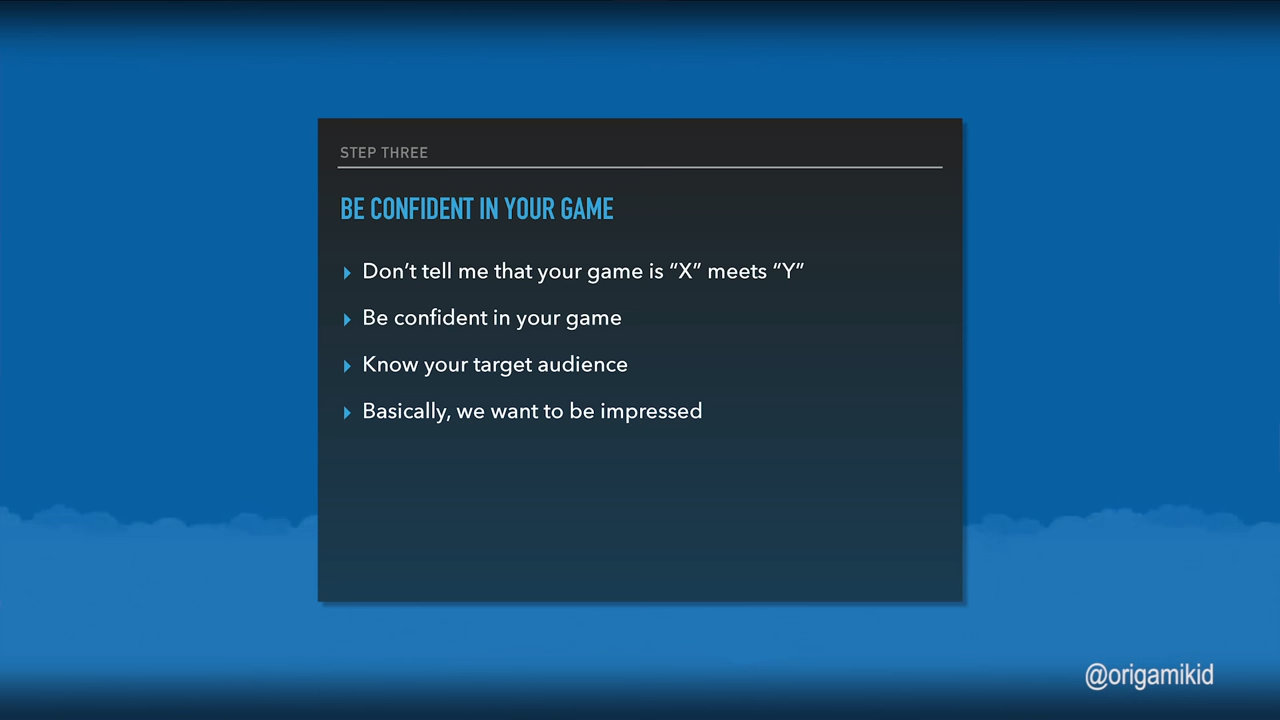 STEP THREE
BE CONFIDENT IN YOUR GAME
Don’t tell me that your game is “X” meets “Y”
Be confident in your game
Know your target audience
Basically, we want to be impressed
@origamikid